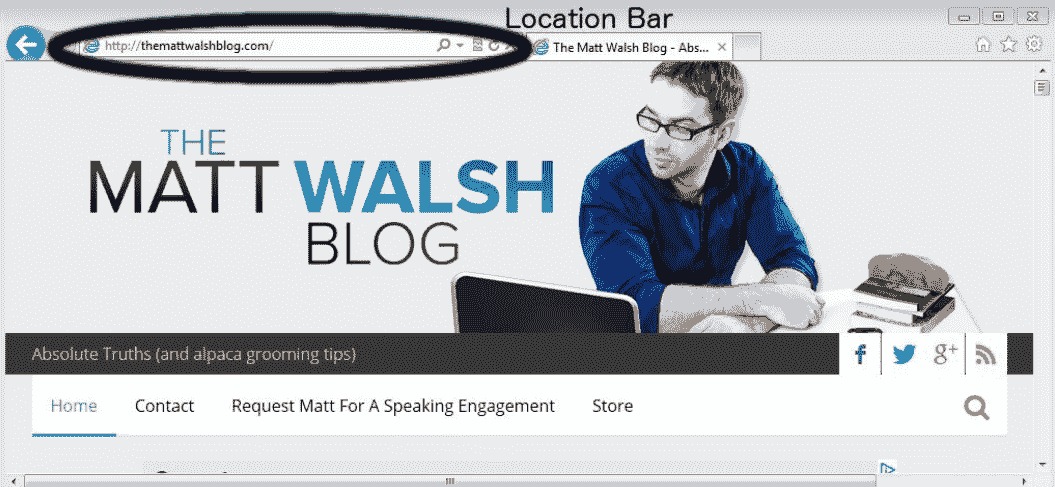 Location Bar
http://themattwalshblog.com/
The Matt Walsh Blog - Abs...
THE
MATT WALSH
BLOG
Absolute Truths (and alpaca grooming tips)
f
g+
Home
Contact
Request Matt For A Speaking Engagement
Store